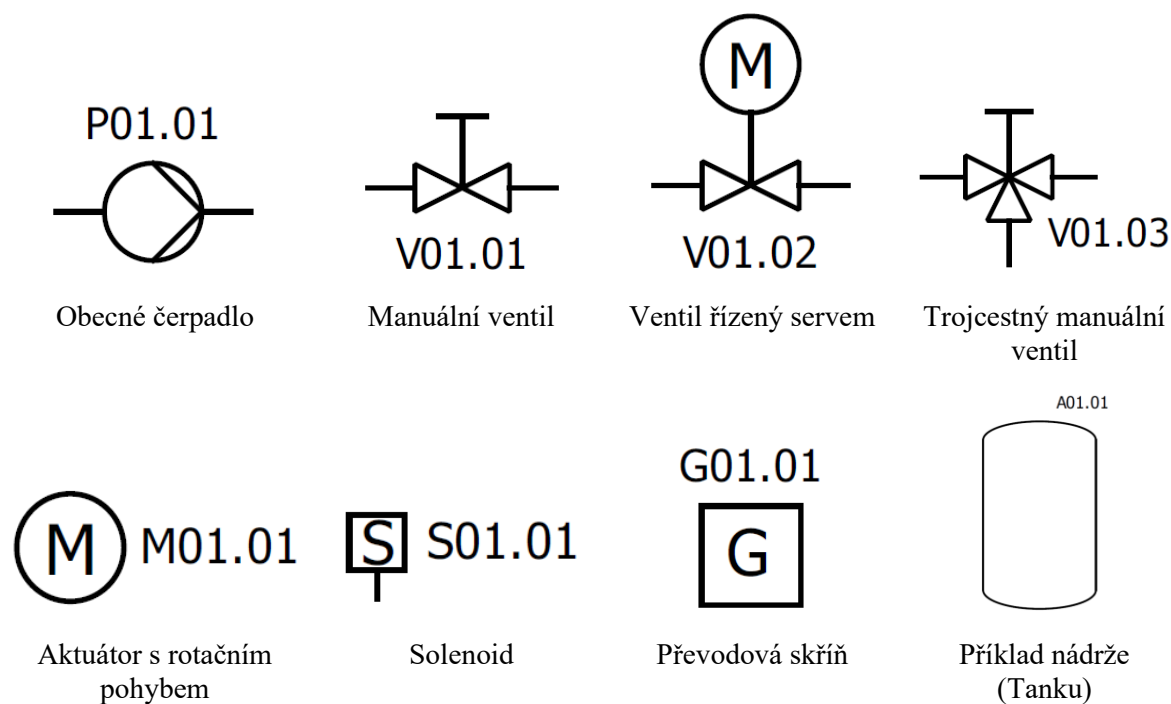 P01.01
M
V01.01
V01.02
V01.03
Obecné čerpadlo
Manuální ventil
Ventil řízený servem
Trojcestný manuální
ventil
A01.01
M
M01.01
S
S01.01
G01.01
G
Aktuátor s rotačním
pohybem
Solenoid
Převodová skříň
Příklad nádrže
(Tanku)